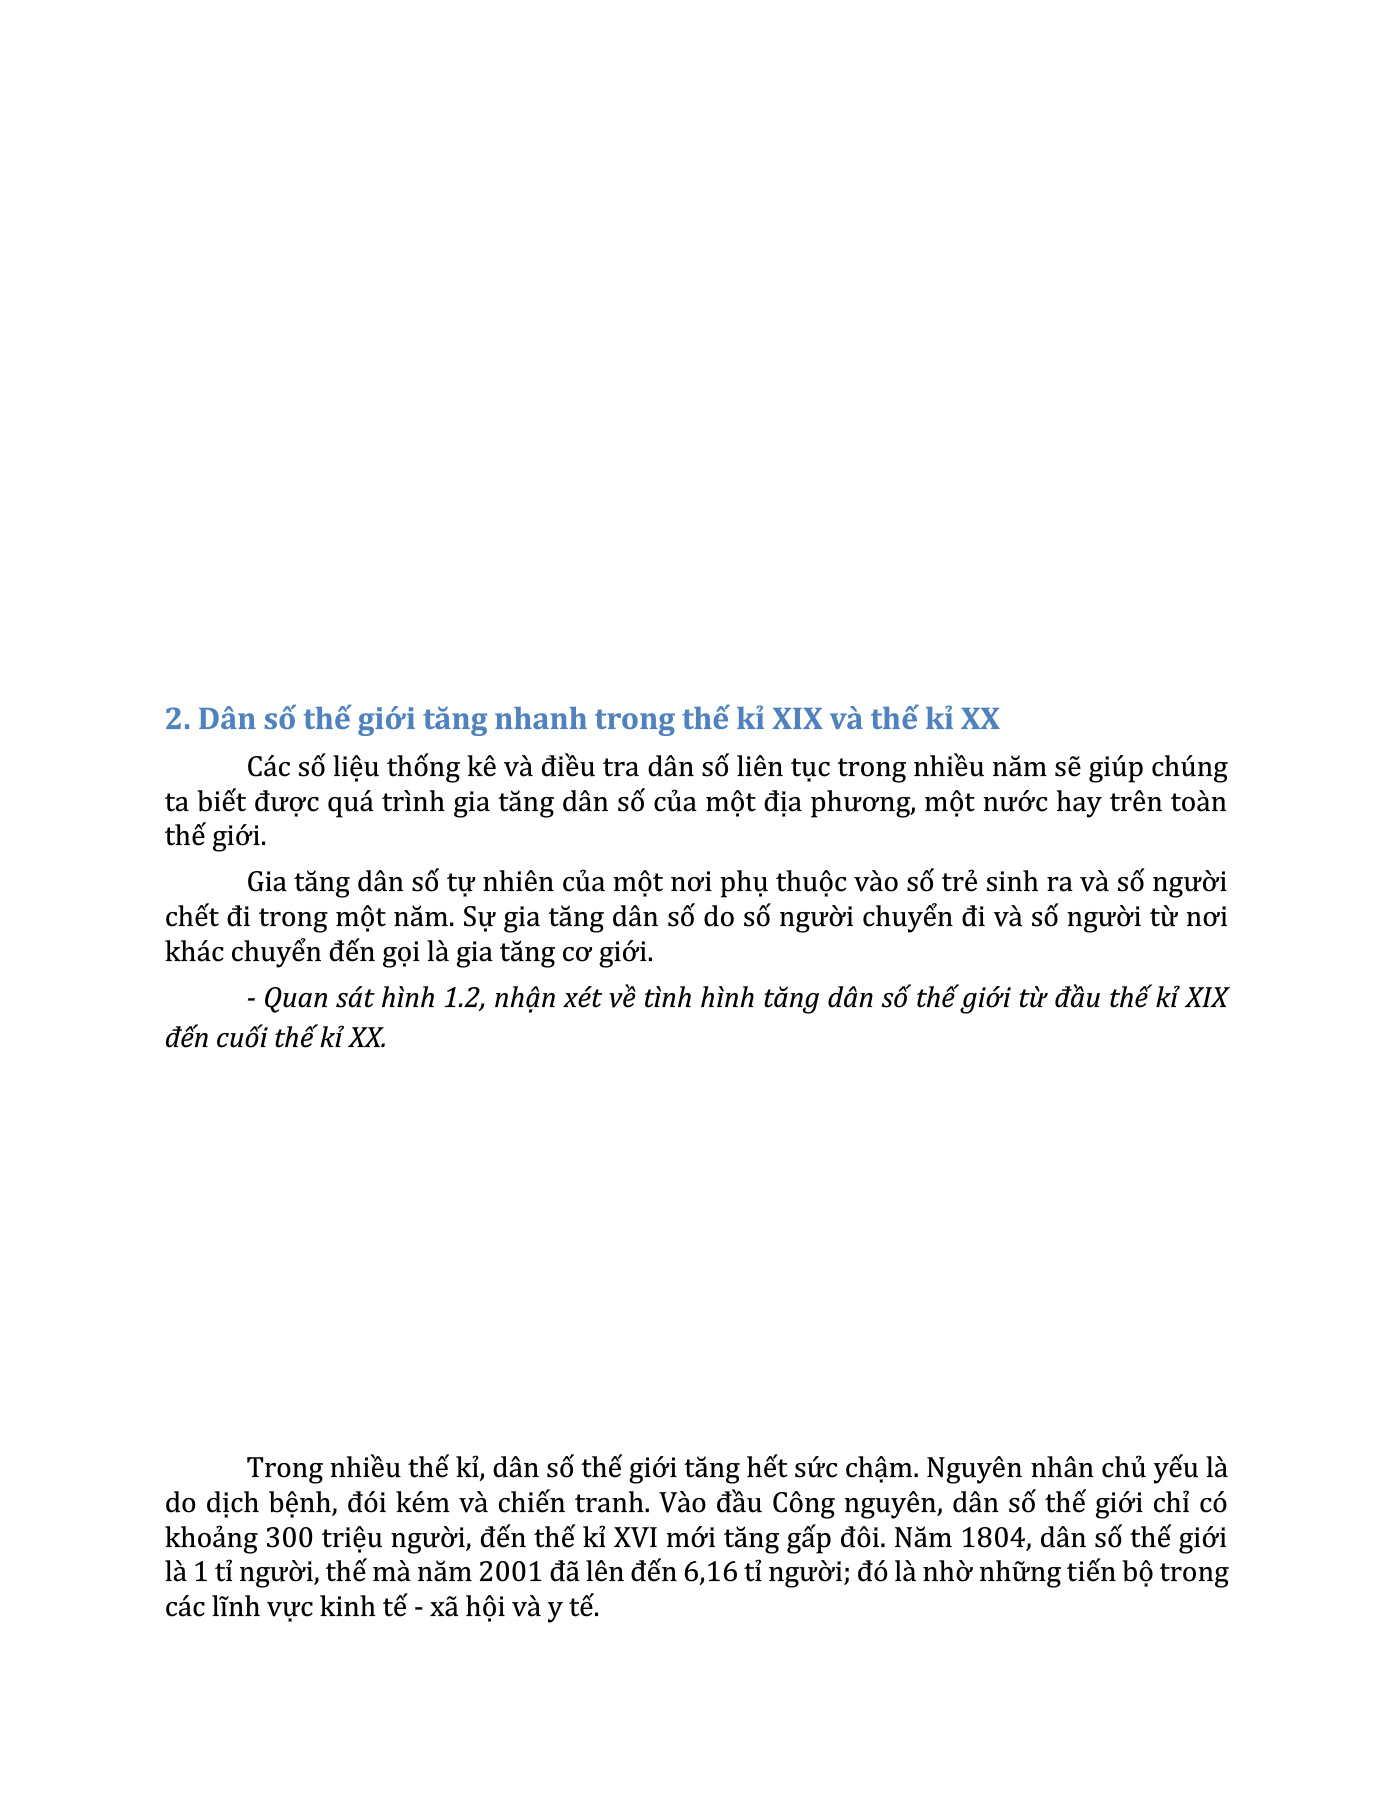 2. Dân số thế giới tăng nhanh trong thế kỉ XIX và thế kỉ XX
Các số liệu thống kê và điều tra dân số liên tục trong nhiều năm sẽ giúp chúng
ta biết được quá trình gia tăng dân số của một địa phương, một nước hay trên toàn
thế giới.
Gia tăng dân số tự nhiên của một nơi phụ thuộc vào số trẻ sinh ra và số người
chết đi trong một năm. Sự gia tăng dân số do số người chuyển đi và số người từ nơi
khác chuyển đến gọi là gia tăng cơ giới.
- Quan sát hình 1.2, nhận xét về tình hình tăng dân số thế giới từ đầu thế kỉ XIX
đến cuối thế kỉ XX.
Trong nhiều thế kỉ, dân số thế giới tăng hết sức chậm. Nguyên nhân chủ yếu là
do dịch bệnh, đói kém và chiến tranh. Vào đầu Công nguyên, dân số thế giới chỉ có
khoảng 300 triệu người, đến thế kỉ XVI mới tăng gấp đôi. Năm 1804, dân số thế giới
là 1 tỉ người, thế mà năm 2001 đã lên đến 6,16 tỉ người; đó là nhờ những tiến bộ trong
các lĩnh vực kinh tế - xã hội và y tế.